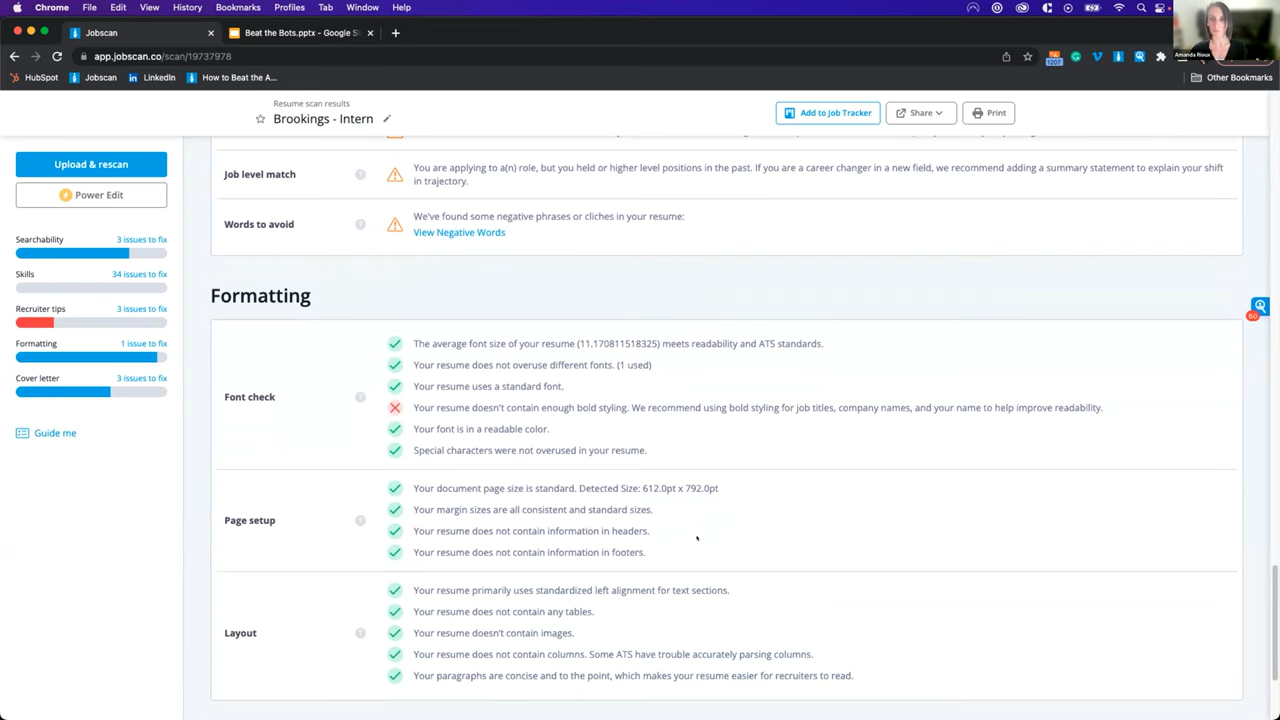 Chrome File Edit View History Bookmarks Profiles Tab Window Help
Jobscan
Beat the Bots.pptx - Google S
app.jobscan.co/scan/19737978
1207
Amanda Rioux
HubSpot Jobscan LinkedIn How to Beat the A... Other Bookmarks
Resume scan results
Brookings - Intern
Add to Job Tracker Share Print
Upload & rescan
Power Edit
Searchability 3 issues to fix
Skills 34 issues to fix
Recruiter tips 3 issues to fix
Formatting 1 issue to fix
Cover letter 3 issues to fix
Guide me
Job level match
You are applying to a(n) role, but you held or higher level positions in the past. If you are a career changer in a new field, we recommend adding a summary statement to explain your shift
in trajectory.
Words to avoid
We've found some negative phrases or cliches in your resume:
View Negative Words
Formatting
Font check
The average font size of your resume (11.170811518325) meets readability and ATS standards.
Your resume does not overuse different fonts. (1 used)
Your resume uses a standard font.
Your resume doesn't contain enough bold styling. We recommend using bold styling for job titles, company names, and your name to help improve readability.
Your font is in a readable color.
Special characters were not overused in your resume.
Page setup
Your document page size is standard. Detected Size: 612.0pt x 792.0pt
Your margin sizes are all consistent and standard sizes.
Your resume does not contain information in headers.
Your resume does not contain information in footers.
Layout
Your resume primarily uses standardized left alignment for text sections.
Your resume does not contain any tables.
Your resume doesn't contain images.
Your resume does not contain columns. Some ATS have trouble accurately parsing columns.
Your paragraphs are concise and to the point, which makes your resume easier for recruiters to read.